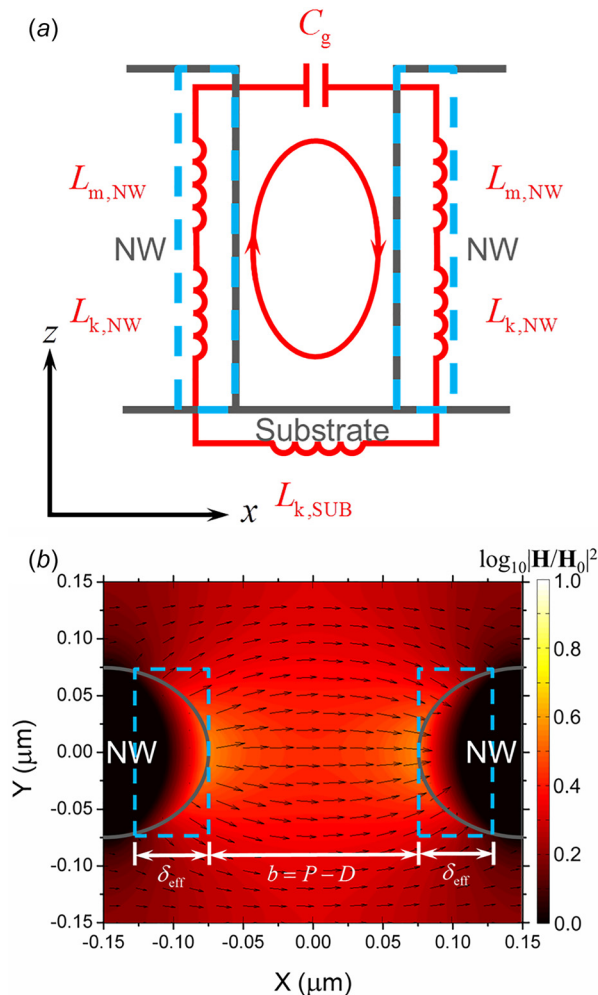 (a)
C_g
L_m,NW L_m,NW
NW NW
L_k,NW L_k,NW
z
Substrate
x
L_k,SUB
(b) log10|H/H0|²
0.15 1.0
0.10 0.8
0.05
NW NW 0.6
0.00
Y (μm)
-0.05 0.4
δeff b = P − D δeff
-0.10 0.2
-0.15 0.0
-0.15 -0.10 -0.05 0.00 0.05 0.10 0.15
X (μm)